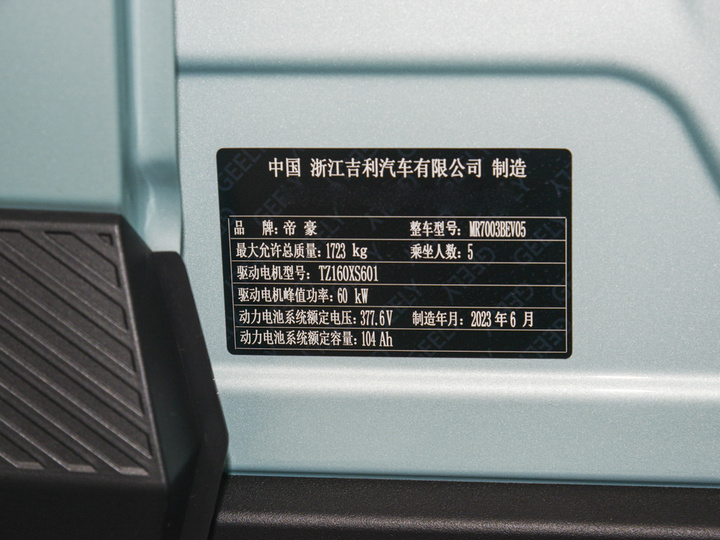 中国 浙江吉利汽车有限公司 制造
品 牌:帝 豪 整车型号: MR7003BEV05
最大允许总质量: 1723 kg 乘坐人数: 5
驱动电机型号: TZ160XS601
驱动电机峰值功率: 60 kW
动力电池系统额定电压: 377.6V 制造年月: 2023 年 6 月
动力电池系统额定容量: 104 Ah